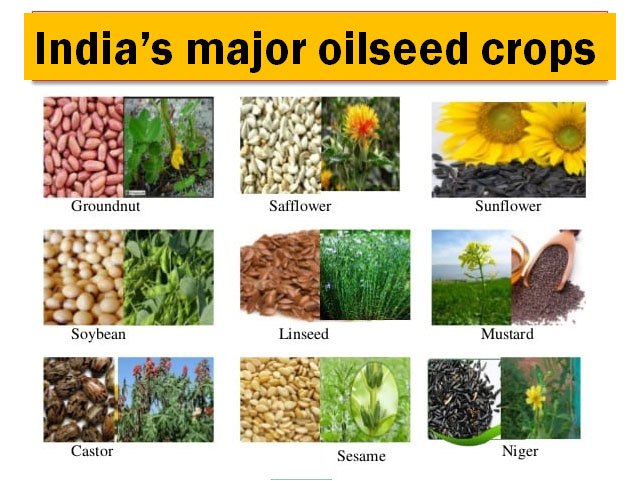 India's major oilseed crops
Groundnut
Safflower
Sunflower
Soybean
Linseed
Mustard
Castor
Sesame
Niger